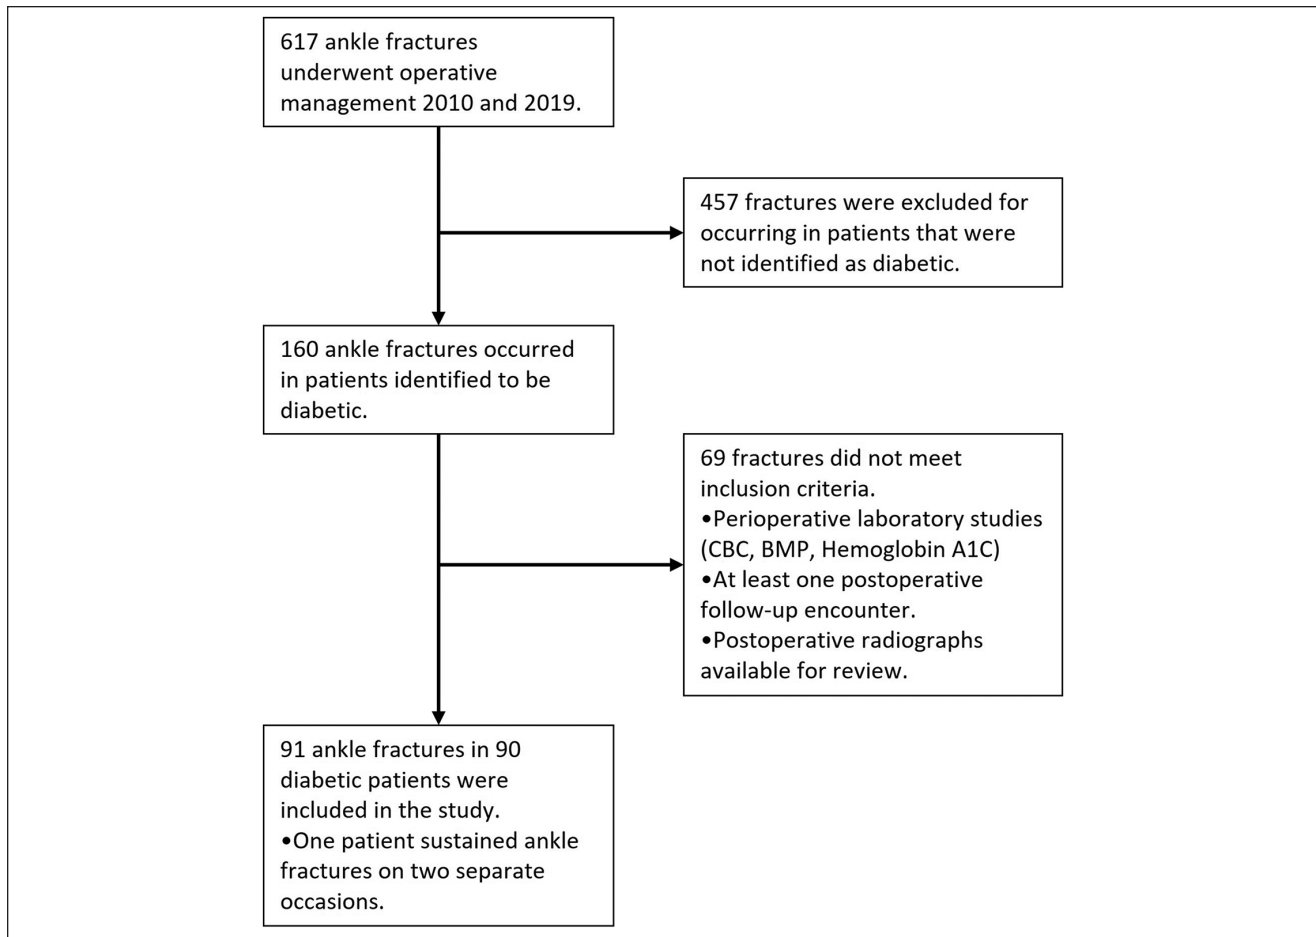 617 ankle fractures
underwent operative
management 2010 and 2019.
457 fractures were excluded for
occurring in patients that were
not identified as diabetic.
160 ankle fractures occurred
in patients identified to be
diabetic.
69 fractures did not meet
inclusion criteria.
•Perioperative laboratory studies
(CBC, BMP, Hemoglobin A1C)
•At least one postoperative
follow-up encounter.
•Postoperative radiographs
available for review.
91 ankle fractures in 90
diabetic patients were
included in the study.
•One patient sustained ankle
fractures on two separate
occasions.